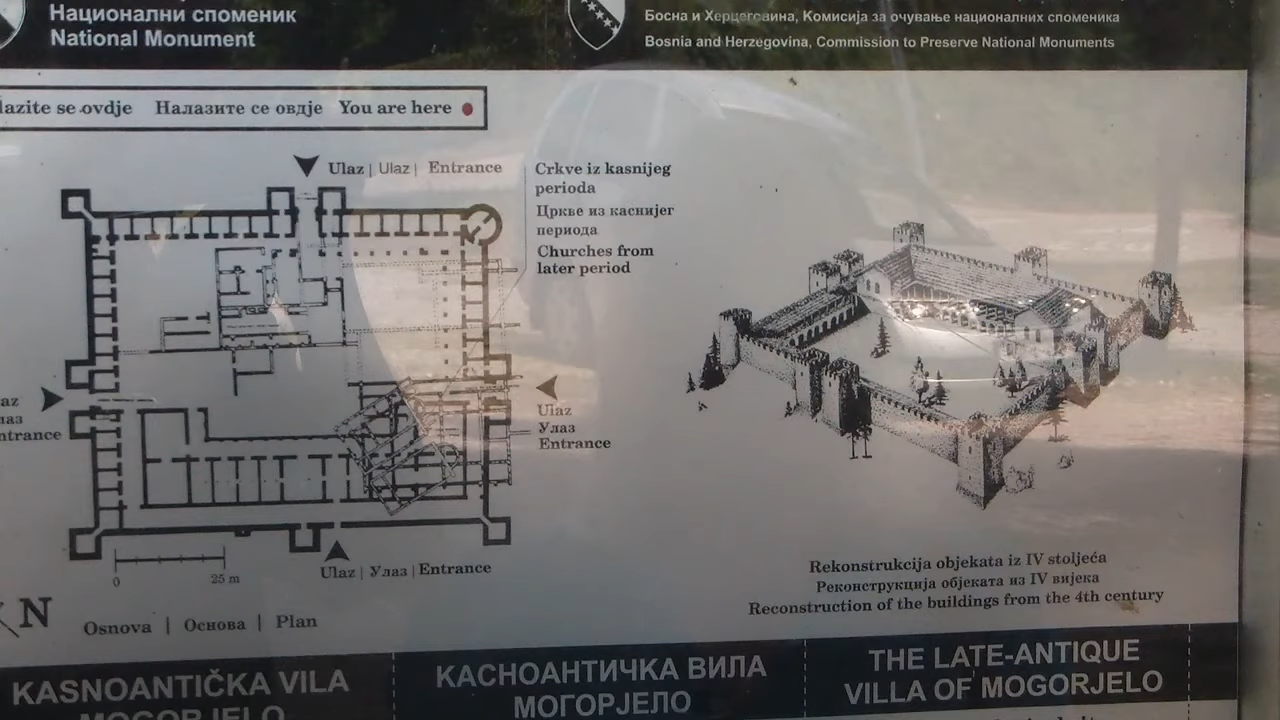 Национални споменик
National Monument
Босна и Херцеговина, Комисија за очување националних споменика
Bosnia and Herzegovina, Commission to Preserve National Monuments
se ovdje Налазите се овдје You are here
Ulaz | Ulaz | Entrance
Crkve iz kasnijeg
perioda
Цркве из каснијег
периода
Churches from
later period
Ulaz
Улаз
Entrance
Ulaz | Улаз | Entrance
0 25 m
N
Osnova | Основа | Plan
Rekonstrukcija objekata iz IV stoljeća
Реконструкција објеката из IV вијека
Reconstruction of the buildings from the 4th century
KASNOANTIČKA VILA
MOGORJELO
КАСНОАНТИЧКА ВИЛА
МОГОРЈЕЛО
THE LATE-ANTIQUE
VILLA OF MOGORJELO